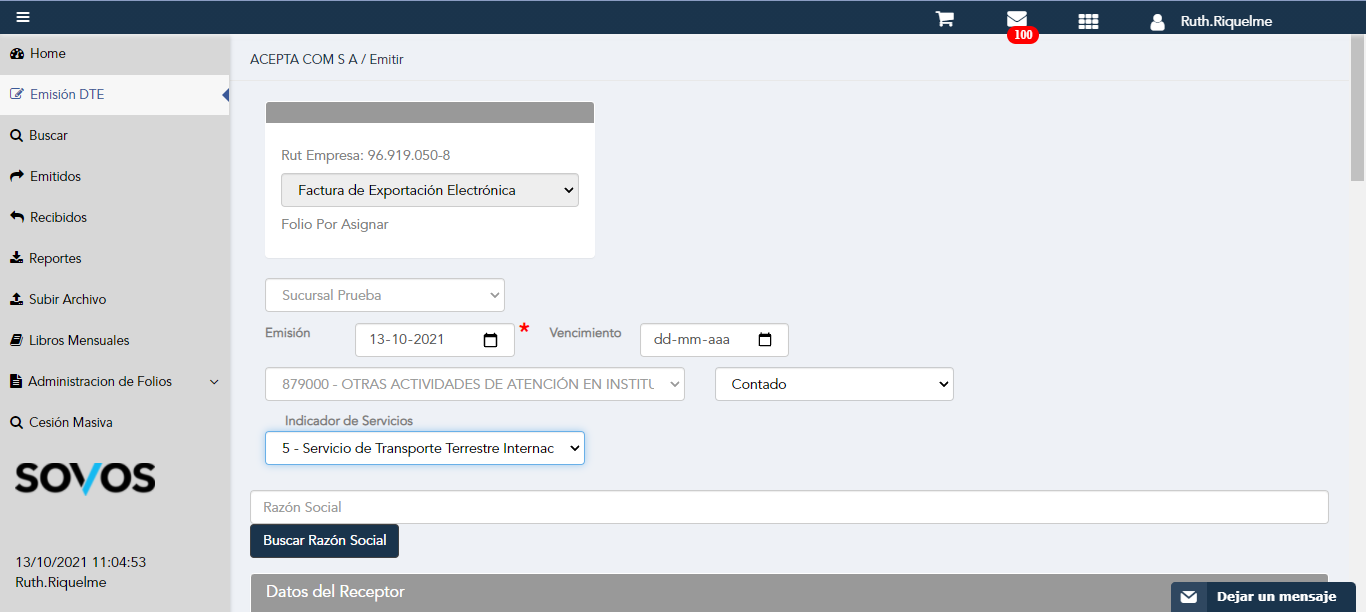 100
Ruth.Riquelme
Home
Emisión DTE
Buscar
Emitidos
Recibidos
Reportes
Subir Archivo
Libros Mensuales
Administracion de Folios
Cesión Masiva
SOVOS
13/10/2021 11:04:53
Ruth.Riquelme
ACEPTA COM S A / Emitir
Rut Empresa: 96.919.050-8
Factura de Exportación Electrónica
Folio Por Asignar
Sucursal Prueba
Emisión 13-10-2021 * Vencimiento dd-mm-aaa
879000 - OTRAS ACTIVIDADES DE ATENCIÓN EN INSTITU Contado
Indicador de Servicios
5 - Servicio de Transporte Terrestre Internac
Razón Social
Buscar Razón Social
Datos del Receptor
Dejar un mensaje